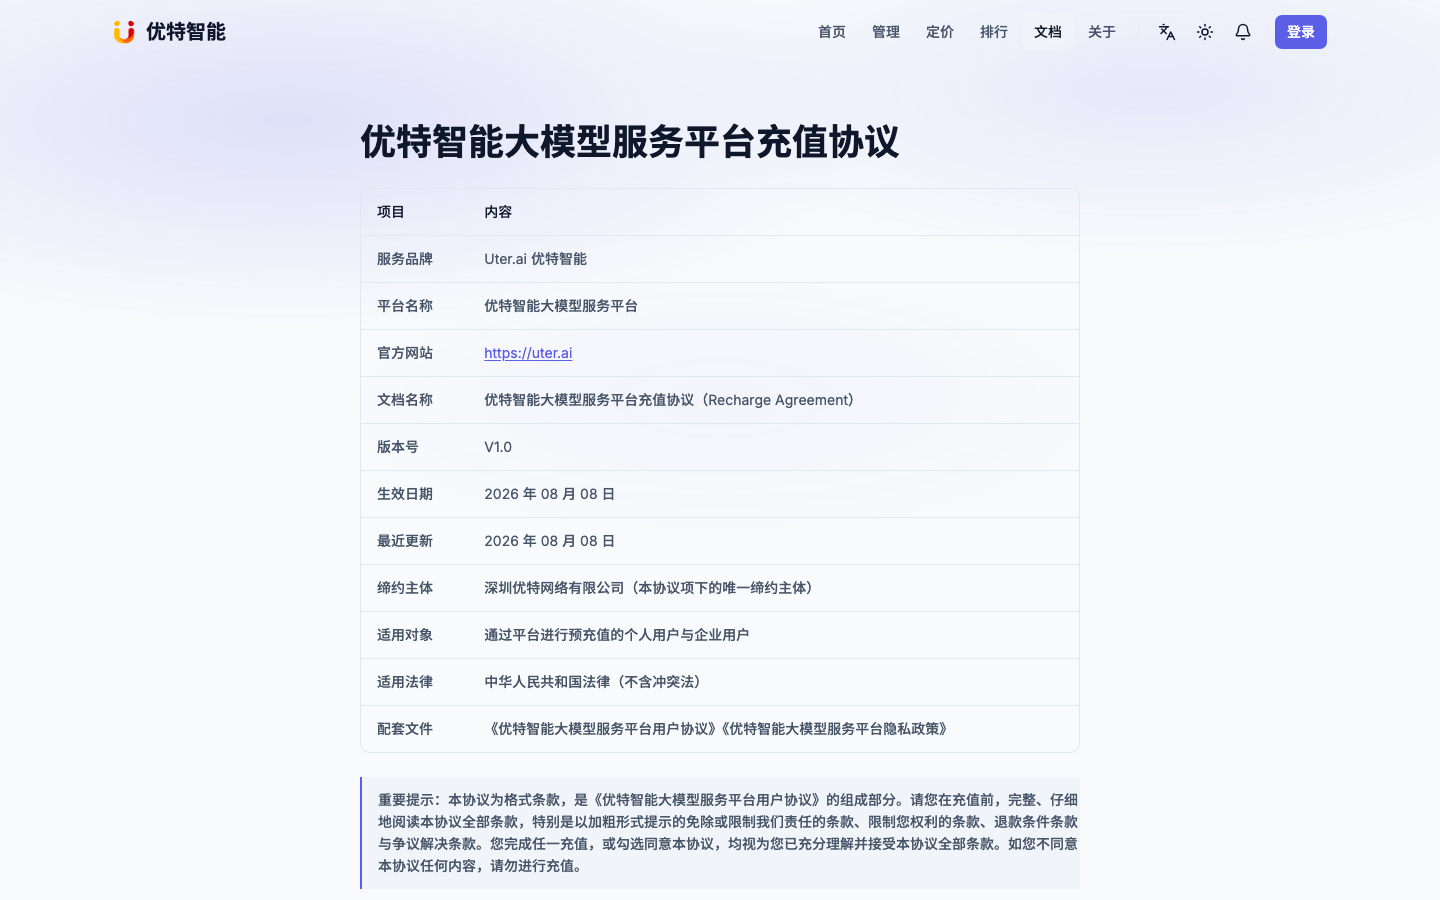 优特智能
首页 管理 定价 排行 文档 关于 登录
优特智能大模型服务平台充值协议
项目 内容
服务品牌 Uter.ai 优特智能
平台名称 优特智能大模型服务平台
官方网站 https://uter.ai
文档名称 优特智能大模型服务平台充值协议（Recharge Agreement）
版本号 V1.0
生效日期 2026 年 08 月 08 日
最近更新 2026 年 08 月 08 日
缔约主体 深圳优特网络有限公司（本协议项下的唯一缔约主体）
适用对象 通过平台进行预充值的个人用户与企业用户
适用法律 中华人民共和国法律（不含冲突法）
配套文件 《优特智能大模型服务平台用户协议》《优特智能大模型服务平台隐私政策》
重要提示：本协议为格式条款，是《优特智能大模型服务平台用户协议》的组成部分。请您在充值前，完整、仔细
地阅读本协议全部条款，特别是以加粗形式提示的免除或限制我们责任的条款、限制您权利的条款、退款条件条款
与争议解决条款。您完成任一充值，或勾选同意本协议，均视为您已充分理解并接受本协议全部条款。如您不同意
本协议任何内容，请勿进行充值。